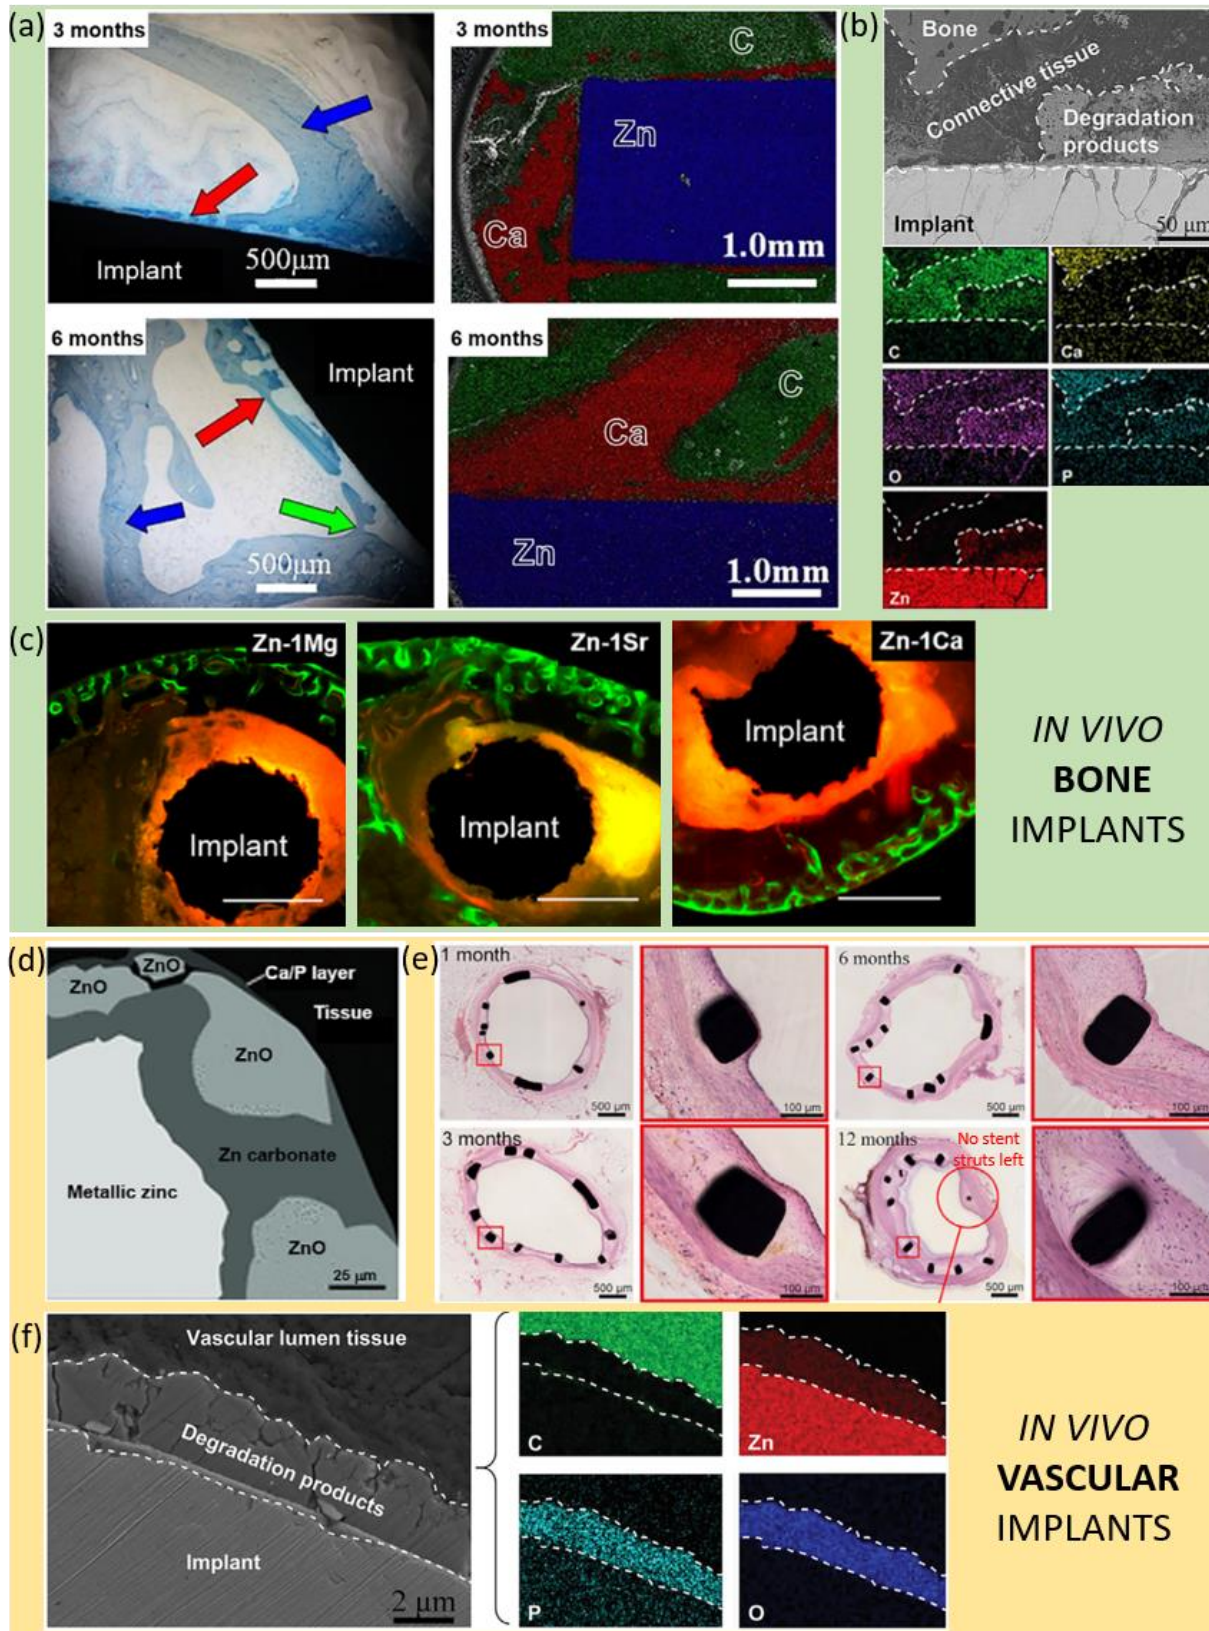 (a)
3 months
Implant
500μm
3 months
C
Zn
Ca
1.0mm
6 months
Implant
500μm
6 months
C
Ca
Zn
1.0mm
(b)
Bone
Connective tissue
Degradation
products
Implant
50 μm
C
Ca
O
P
Zn
(c)
Zn-1Mg
Implant
Zn-1Sr
Implant
Zn-1Ca
Implant
IN VIVO
BONE
IMPLANTS
(d)
ZnO
ZnO
Ca/P layer
Tissue
ZnO
Zn carbonate
Metallic zinc
ZnO
25 μm
(e)
1 month
500 μm
100 μm
6 months
500 μm
100 μm
3 months
500 μm
100 μm
12 months
No stent
struts left
500 μm
100 μm
(f)
Vascular lumen tissue
Degradation products
Implant
2 μm
C
Zn
P
O
IN VIVO
VASCULAR
IMPLANTS